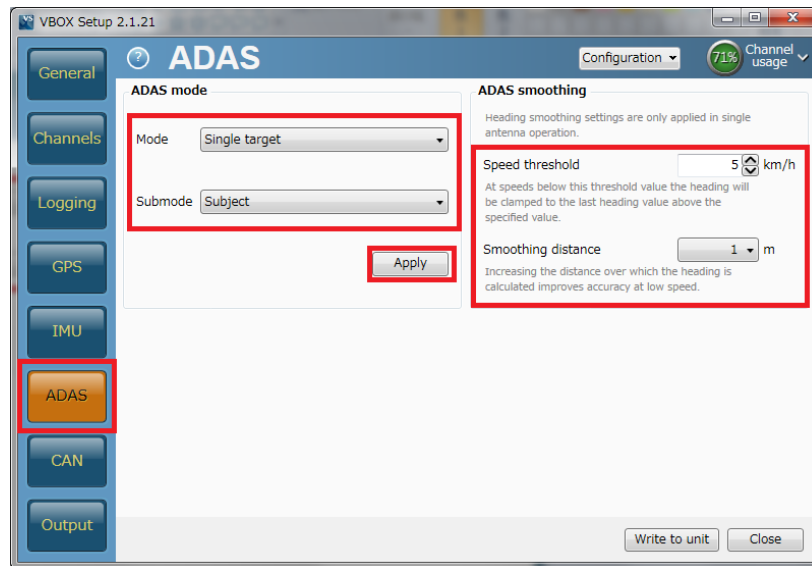 VBOX Setup 2.1.21
ADAS
Configuration
71%
Channel
usage
General
Channels
Logging
GPS
IMU
ADAS
CAN
Output
ADAS mode
Mode
Single target
Submode
Subject
Apply
ADAS smoothing
Heading smoothing settings are only applied in single
antenna operation.
Speed threshold
5 km/h
At speeds below this threshold value the heading will
be clamped to the last heading value above the
specified value.
Smoothing distance
1 m
Increasing the distance over which the heading is
calculated improves accuracy at low speed.
Write to unit
Close